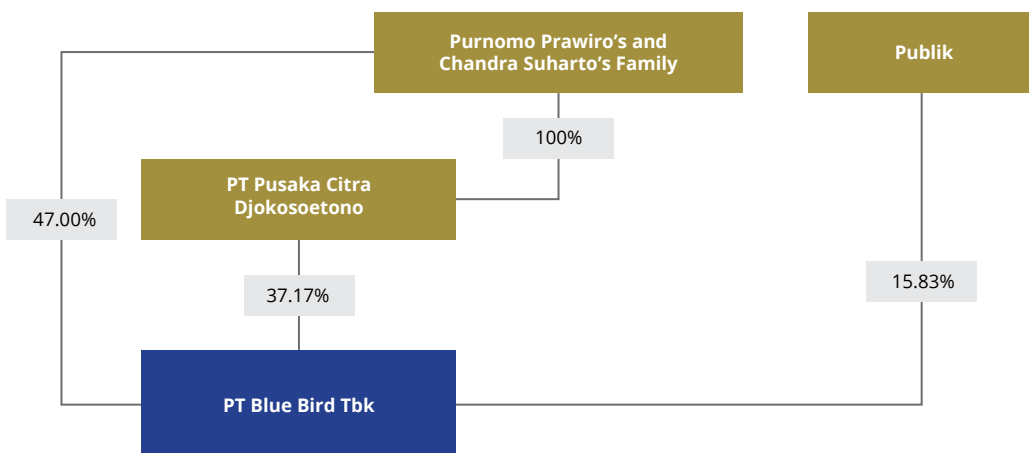 Purnomo Prawiro’s and
Chandra Suharto’s Family
Publik
100%
PT Pusaka Citra
Djokosoetono
47.00%
37.17%
15.83%
PT Blue Bird Tbk